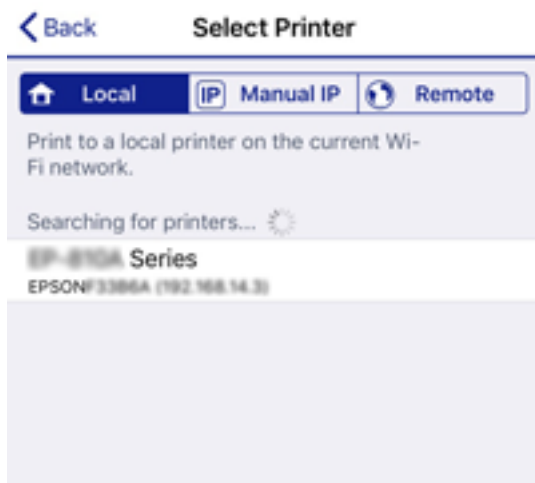 Back
Select Printer
Local
IP
Manual IP
Remote
Print to a local printer on the current Wi-
Fi network.
Searching for printers...
Series
EPSON